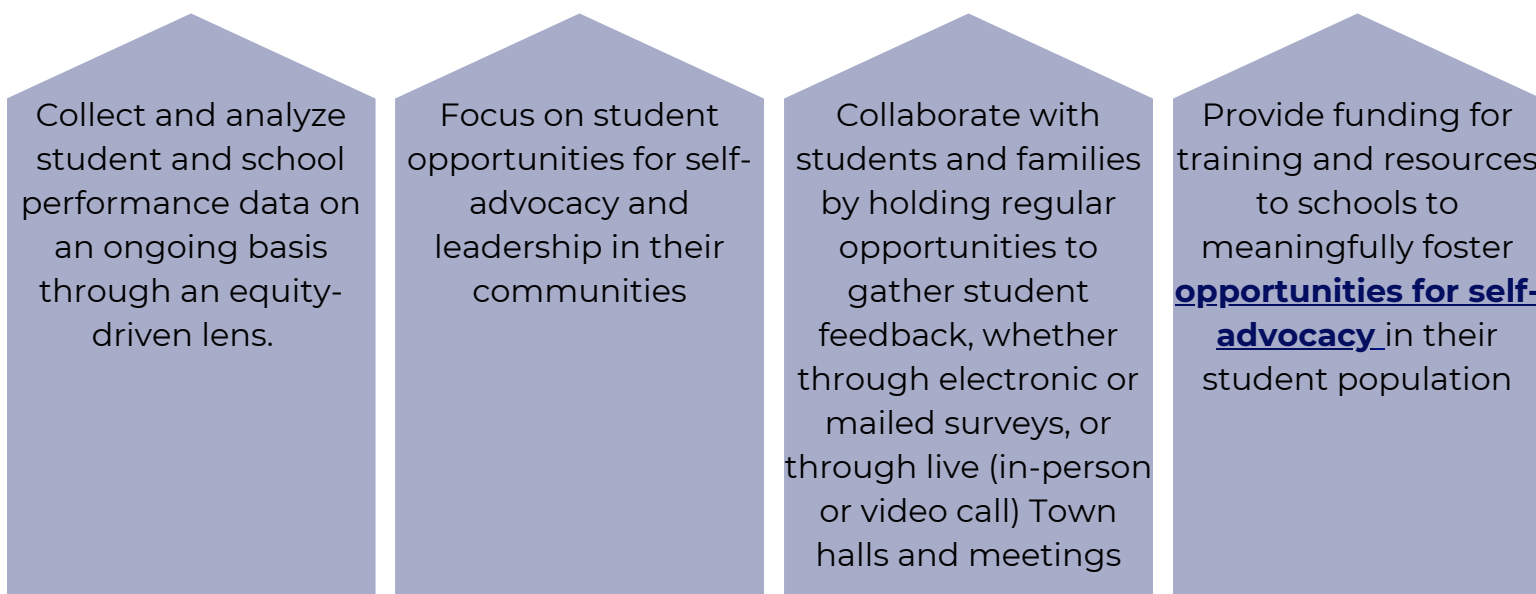 Collect and analyze
student and school
performance data on
an ongoing basis
through an equity-
driven lens.
Focus on student
opportunities for self-
advocacy and
leadership in their
communities
Collaborate with
students and families
by holding regular
opportunities to
gather student
feedback, whether
through electronic or
mailed surveys, or
through live (in-person
or video call) Town
halls and meetings
Provide funding for
training and resources
to schools to
meaningfully foster
opportunities for self-
advocacy in their
student population